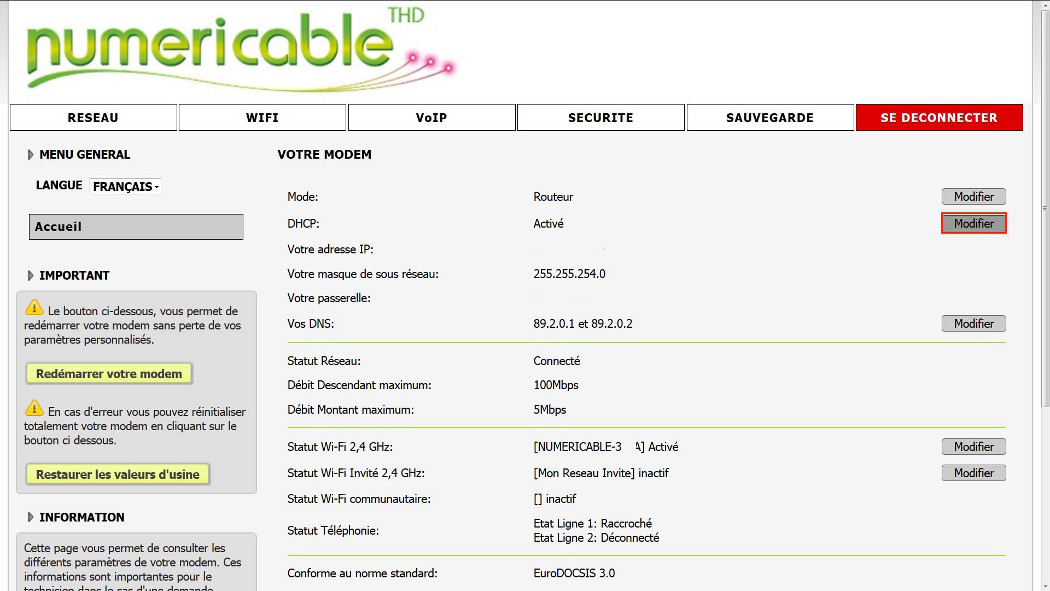 numericable THD
RESEAU
WIFI
VoIP
SECURITE
SAUVEGARDE
SE DECONNECTER
MENU GENERAL
LANGUE FRANÇAIS
Accueil
IMPORTANT
Le bouton ci-dessous, vous permet de
redémarrer votre modem sans perte de vos
paramètres personnalisés.
Redémarrer votre modem
En cas d'erreur vous pouvez réinitialiser
totalement votre modem en cliquant sur le
bouton ci dessous.
Restaurer les valeurs d'usine
INFORMATION
Cette page vous permet de consulter les
différents paramètres de votre modem. Ces
informations sont importantes pour le
technicien dans le cas d'une demande
VOTRE MODEM
Mode: Routeur Modifier
DHCP: Activé Modifier
Votre adresse IP:
Votre masque de sous réseau: 255.255.254.0
Votre passerelle:
Vos DNS: 89.2.0.1 et 89.2.0.2 Modifier
Statut Réseau: Connecté
Débit Descendant maximum: 100Mbps
Débit Montant maximum: 5Mbps
Statut Wi-Fi 2,4 GHz: [NUMERICABLE-3 A] Activé Modifier
Statut Wi-Fi Invité 2,4 GHz: [Mon Reseau Invite] inactif Modifier
Statut Wi-Fi communautaire: [] inactif
Statut Téléphonie: Etat Ligne 1: Raccroché
Etat Ligne 2: Déconnecté
Conforme au norme standard: EuroDOCSIS 3.0